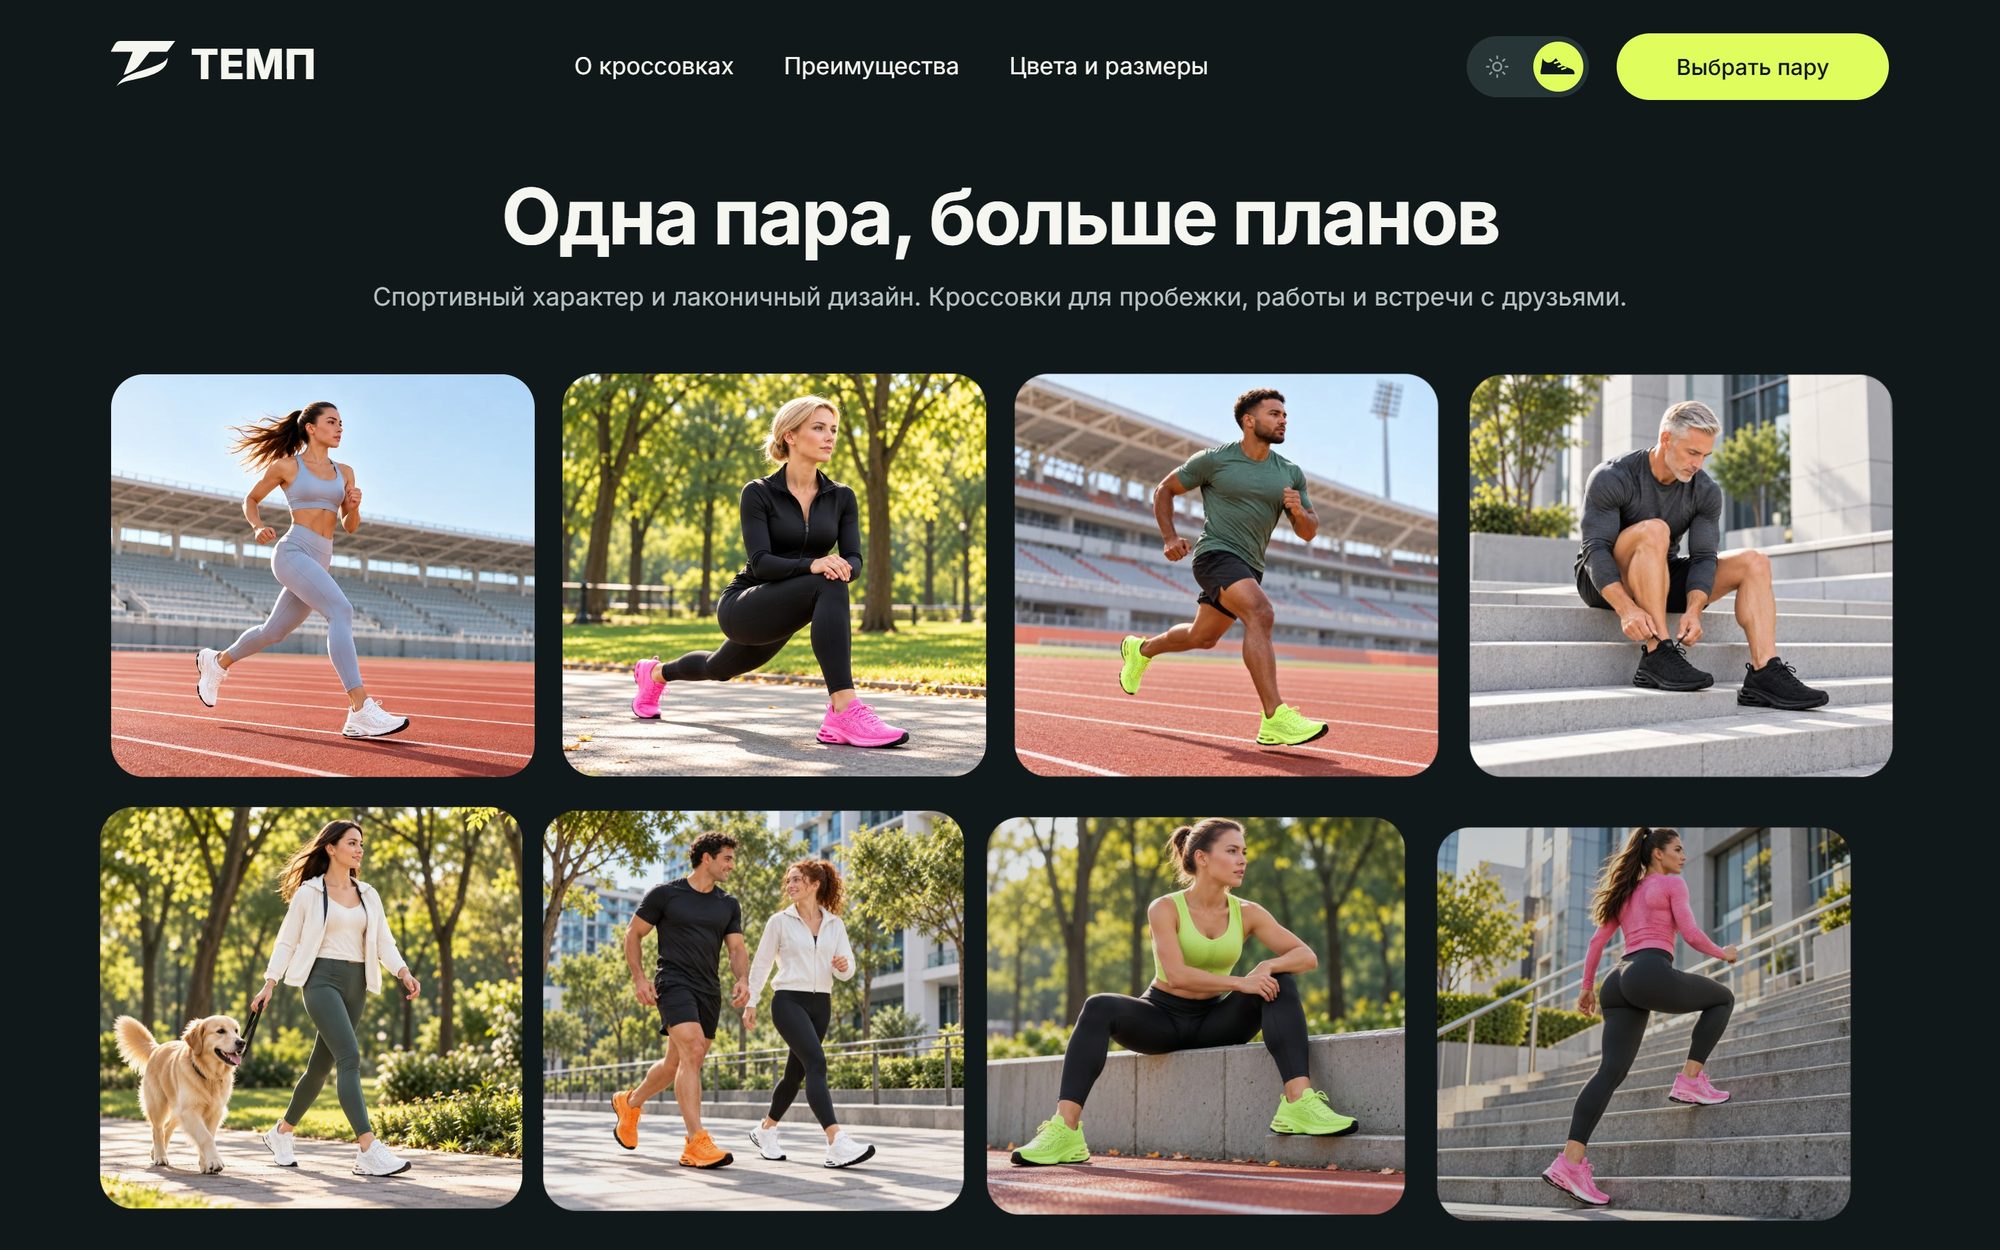 ТЕМП
О кроссовках
Преимущества
Цвета и размеры
Выбрать пару
Одна пара, больше планов
Спортивный характер и лаконичный дизайн. Кроссовки для пробежки, работы и встречи с друзьями.